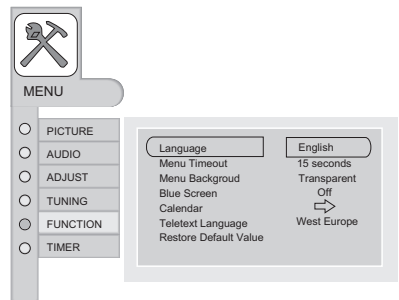 MENU
PICTURE
AUDIO
ADJUST
TUNING
FUNCTION
TIMER
Language English
Menu Timeout 15 seconds
Menu Backgroud Transparent
Blue Screen Off
Calendar
Teletext Language West Europe
Restore Default Value